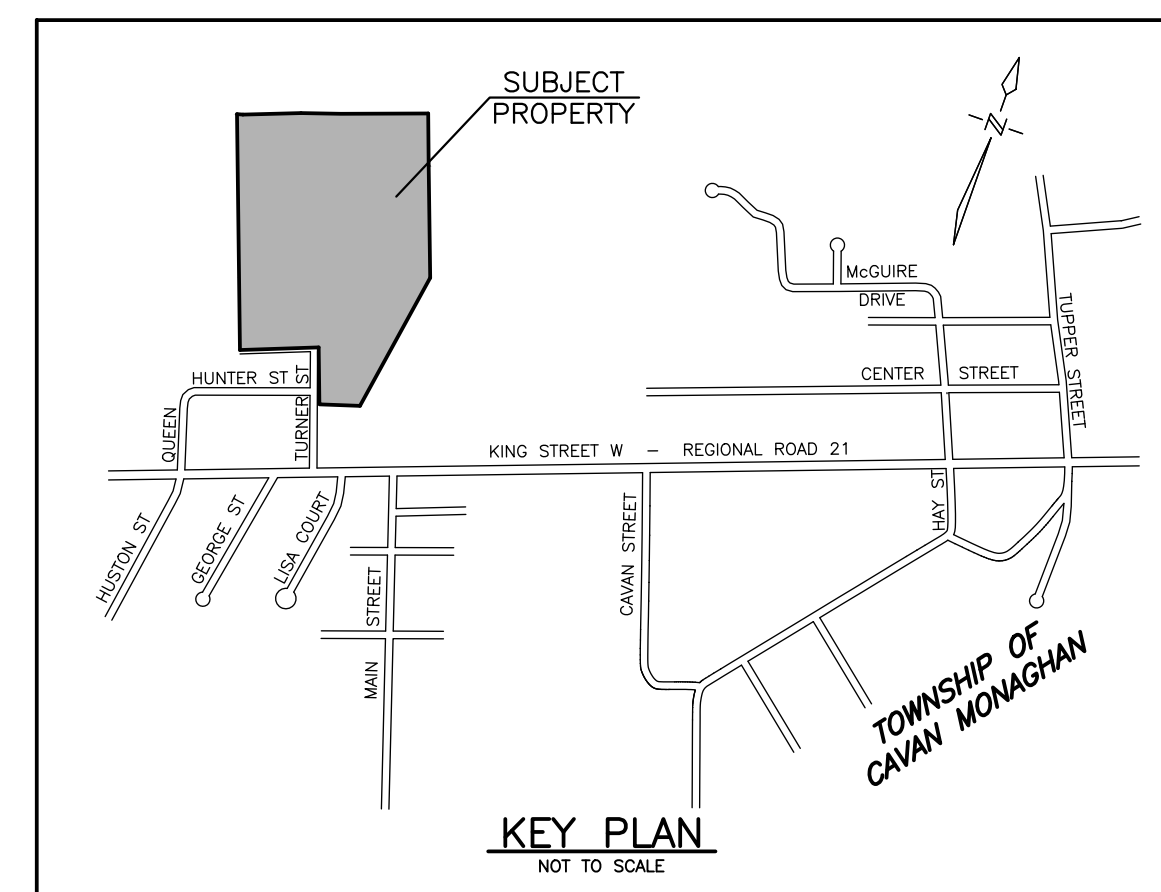 SUBJECT
PROPERTY
N
McGUIRE
DRIVE
TUPPER STREET
HUNTER ST
TURNER ST
QUEEN
CENTER STREET
KING STREET W – REGIONAL ROAD 21
HUSTON ST
GEORGE ST
LISA COURT
MAIN STREET
CAVAN STREET
HAY ST
TOWNSHIP OF
CAVAN MONAGHAN
KEY PLAN
NOT TO SCALE